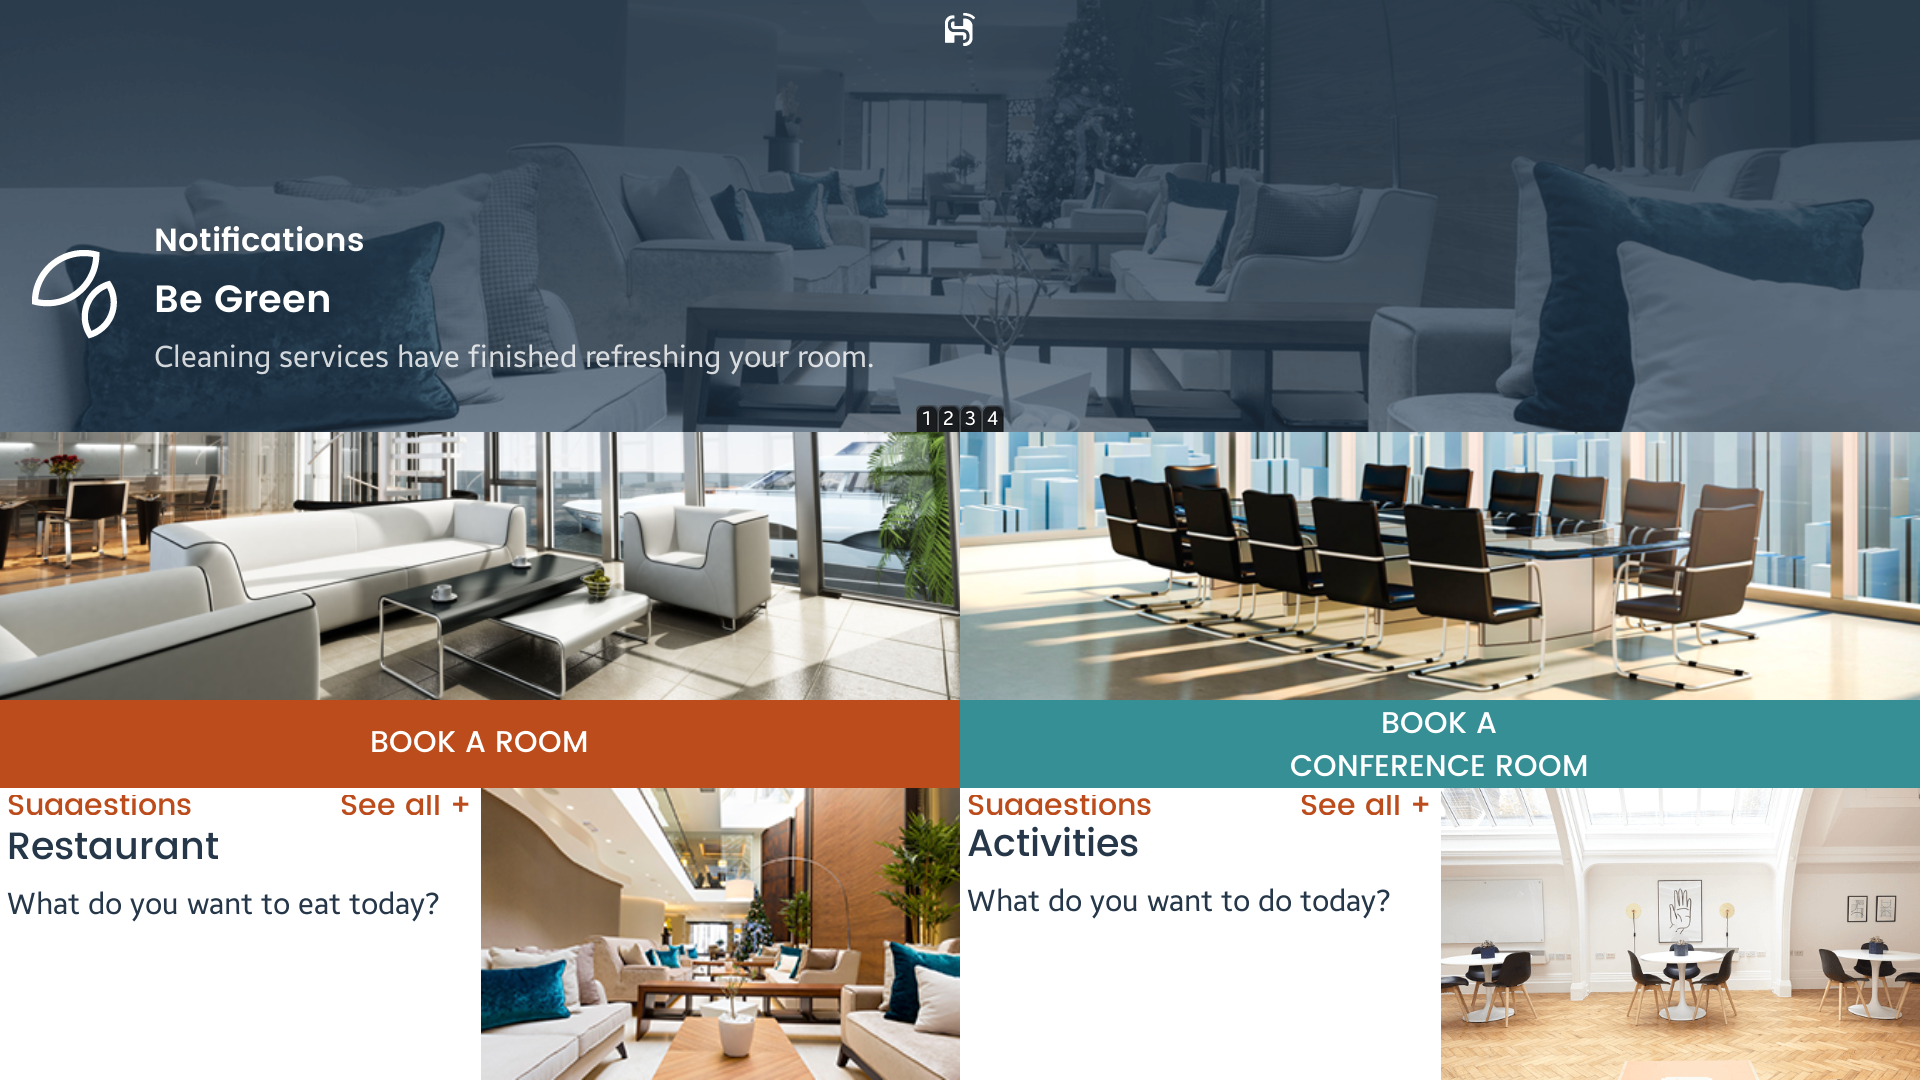 Notifications
Be Green
Cleaning services have finished refreshing your room.
1 2 3 4
BOOK A ROOM
BOOK A
CONFERENCE ROOM
Suggestions
See all +
Restaurant
What do you want to eat today?
Suggestions
See all +
Activities
What do you want to do today?